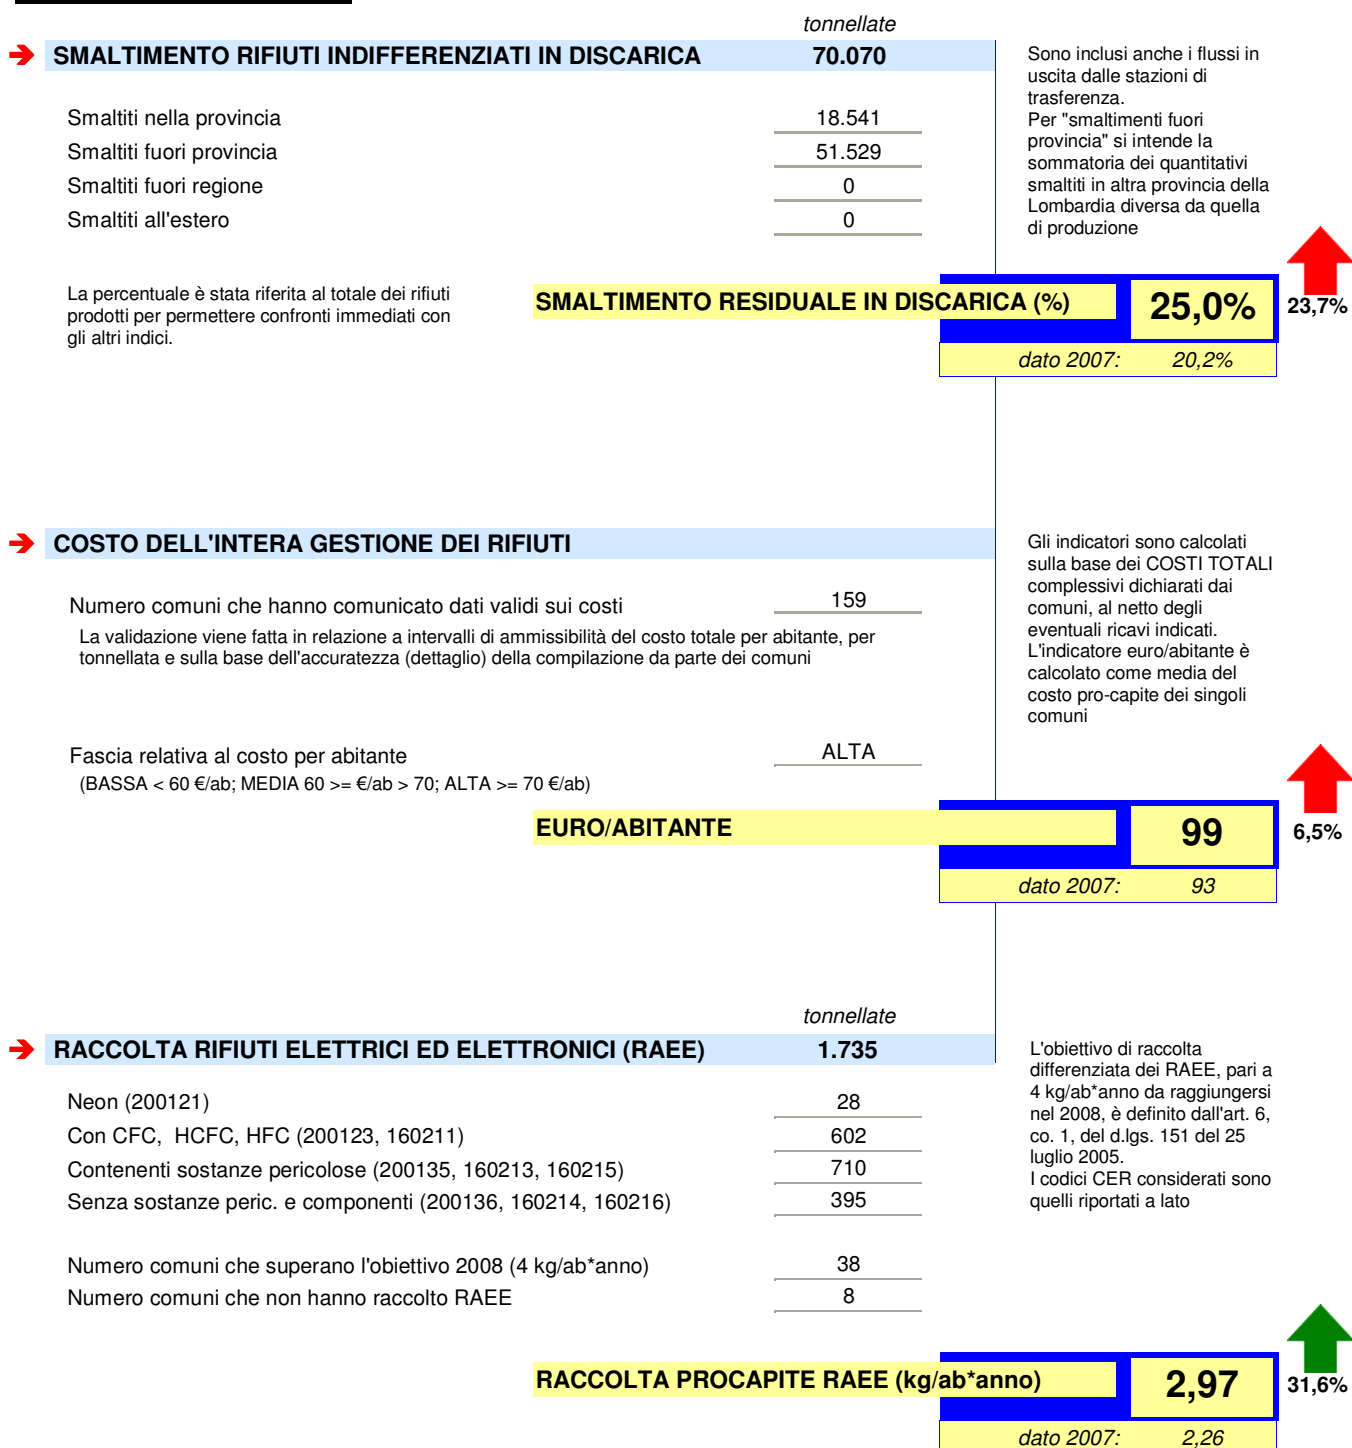 tonnellate
SMALTIMENTO RIFIUTI INDIFFERENZIATI IN DISCARICA 70.070
Smaltiti nella provincia 18.541
Smaltiti fuori provincia 51.529
Smaltiti fuori regione 0
Smaltiti all'estero 0
Sono inclusi anche i flussi in
uscita dalle stazioni di
trasferenza.
Per "smaltimenti fuori
provincia" si intende la
sommatoria dei quantitativi
smaltiti in altra provincia della
Lombardia diversa da quella
di produzione
La percentuale è stata riferita al totale dei rifiuti
prodotti per permettere confronti immediati con
gli altri indici.
SMALTIMENTO RESIDUALE IN DISCARICA (%) 25,0% 23,7%
dato 2007: 20,2%
COSTO DELL'INTERA GESTIONE DEI RIFIUTI
Numero comuni che hanno comunicato dati validi sui costi 159
La validazione viene fatta in relazione a intervalli di ammissibilità del costo totale per abitante, per
tonnellata e sulla base dell'accuratezza (dettaglio) della compilazione da parte dei comuni
Gli indicatori sono calcolati
sulla base dei COSTI TOTALI
complessivi dichiarati dai
comuni, al netto degli
eventuali ricavi indicati.
L'indicatore euro/abitante è
calcolato come media del
costo pro-capite dei singoli
comuni
Fascia relativa al costo per abitante ALTA
(BASSA < 60 €/ab; MEDIA 60 >= €/ab > 70; ALTA >= 70 €/ab)
EURO/ABITANTE 99 6,5%
dato 2007: 93
tonnellate
RACCOLTA RIFIUTI ELETTRICI ED ELETTRONICI (RAEE) 1.735
Neon (200121) 28
Con CFC, HCFC, HFC (200123, 160211) 602
Contenenti sostanze pericolose (200135, 160213, 160215) 710
Senza sostanze peric. e componenti (200136, 160214, 160216) 395
Numero comuni che superano l'obiettivo 2008 (4 kg/ab*anno) 38
Numero comuni che non hanno raccolto RAEE 8
L'obiettivo di raccolta
differenziata dei RAEE, pari a
4 kg/ab*anno da raggiungersi
nel 2008, è definito dall'art. 6,
co. 1, del d.lgs. 151 del 25
luglio 2005.
I codici CER considerati sono
quelli riportati a lato
RACCOLTA PROCAPITE RAEE (kg/ab*anno) 2,97 31,6%
dato 2007: 2,26